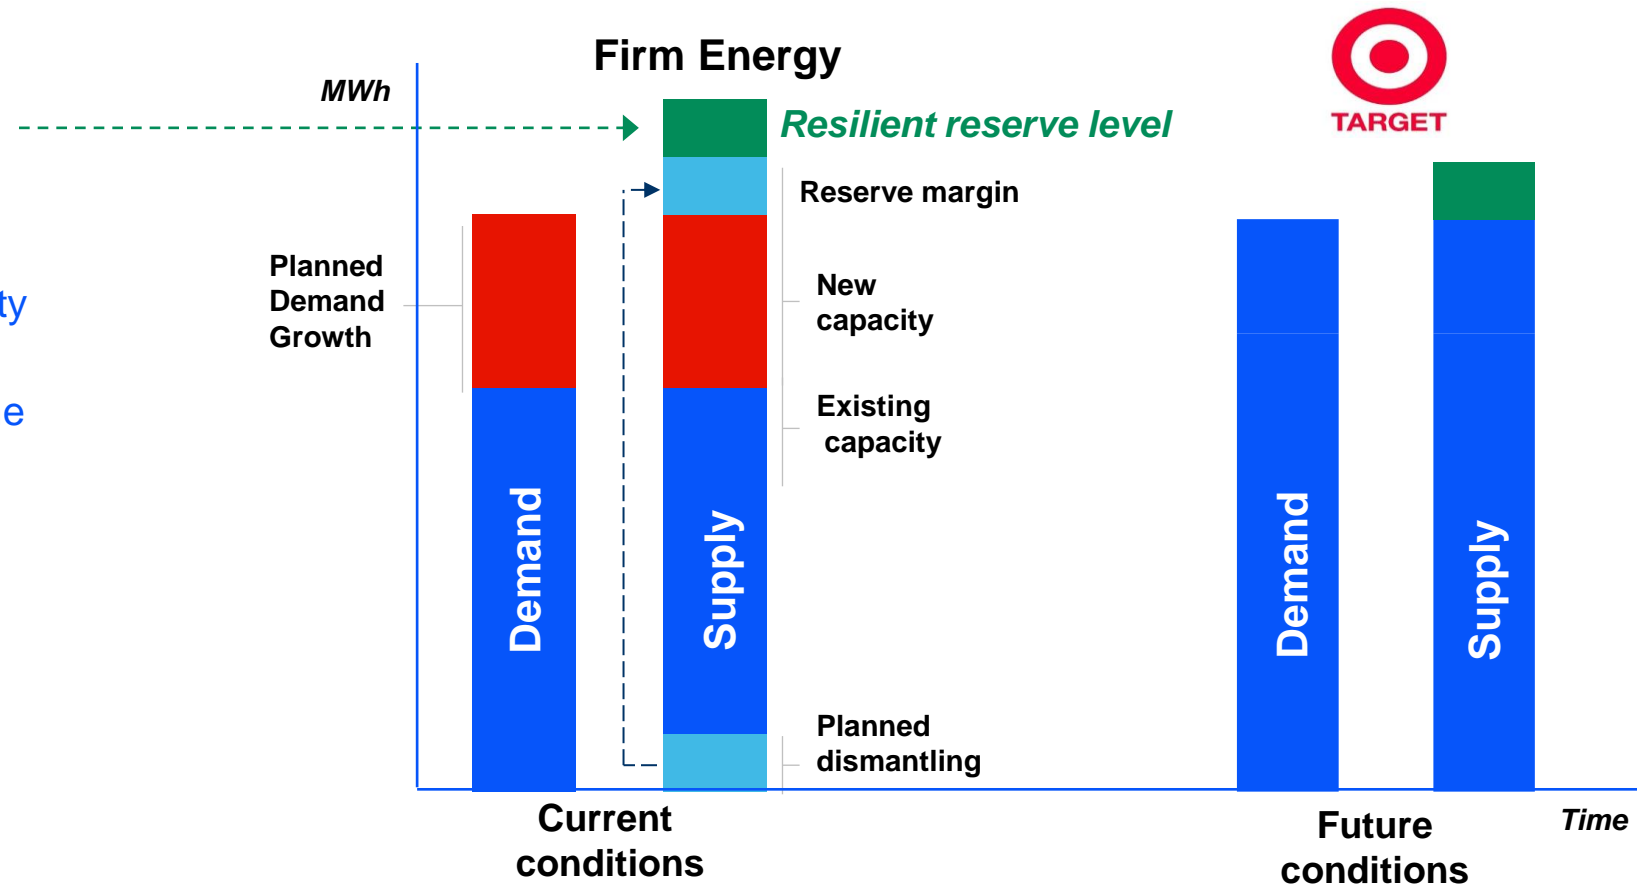 Firm Energy
MWh
Resilient reserve level
TARGET
Reserve margin
Planned
Demand
Growth
New
capacity
ty
e
Existing
capacity
Demand
Supply
Demand
Supply
Planned
dismantling
Current
conditions
Future
conditions
Time